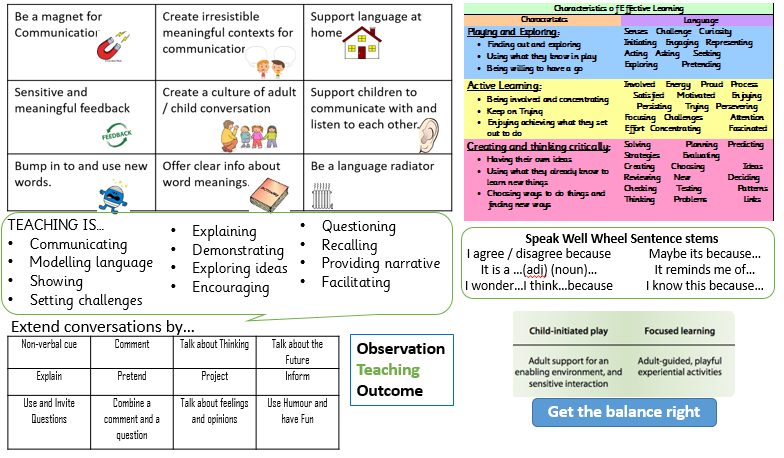 Be a magnet for
Communication
Create irresistible
meaningful contexts for
communication
Support language at
home
Sensitive and
meaningful feedback
FEEDBACK
Create a culture of adult
/ child conversation
Support children to
communicate with and
listen to each other.
Bump in to and use new
words.
Offer clear info about
word meanings.
Be a language radiator
TEACHING IS…
• Communicating
• Modelling language
• Showing
• Setting challenges
• Explaining
• Demonstrating
• Exploring ideas
• Encouraging
• Questioning
• Recalling
• Providing narrative
• Facilitating
Extend conversations by…
Non-verbal cue
Comment
Talk about Thinking
Talk about the
Future
Explain
Pretend
Project
Inform
Use and Invite
Questions
Combine a
comment and a
question
Talk about feelings
and opinions
Use Humour and
have Fun
Observation
Teaching
Outcome
Characteristics of Effective Learning
Characteristics
Language
Playing and Exploring:
• Finding out and exploring
• Using what they know in play
• Being willing to have a go
Senses Challenge Curiosity
Initiating Engaging Representing
Acting Asking Seeking
Exploring Pretending
Active Learning:
• Being involved and concentrating
• Keep on Trying
• Enjoying achieving what they set
out to do
Involved Energy Proud Process
Satisfied Motivated Enjoying
Persisting Trying Persevering
Focusing Challenges Attention
Effort Concentrating Fascinated
Creating and thinking critically:
• Having their own ideas
• Using what they already know to
learn new things
• Choosing ways to do things and
finding new ways
Solving Planning Predicting
Strategies Evaluating
Creating Choosing Ideas
Reviewing New Deciding
Checking Testing Patterns
Thinking Problems Links
Speak Well Wheel Sentence stems
I agree / disagree because
Maybe its because…
It is a …(adj) (noun)…
It reminds me of…
I wonder…I think…because
I know this because…
Child-initiated play
Focused learning
Adult support for an
enabling environment, and
sensitive interaction
Adult-guided, playful
experiential activities
Get the balance right